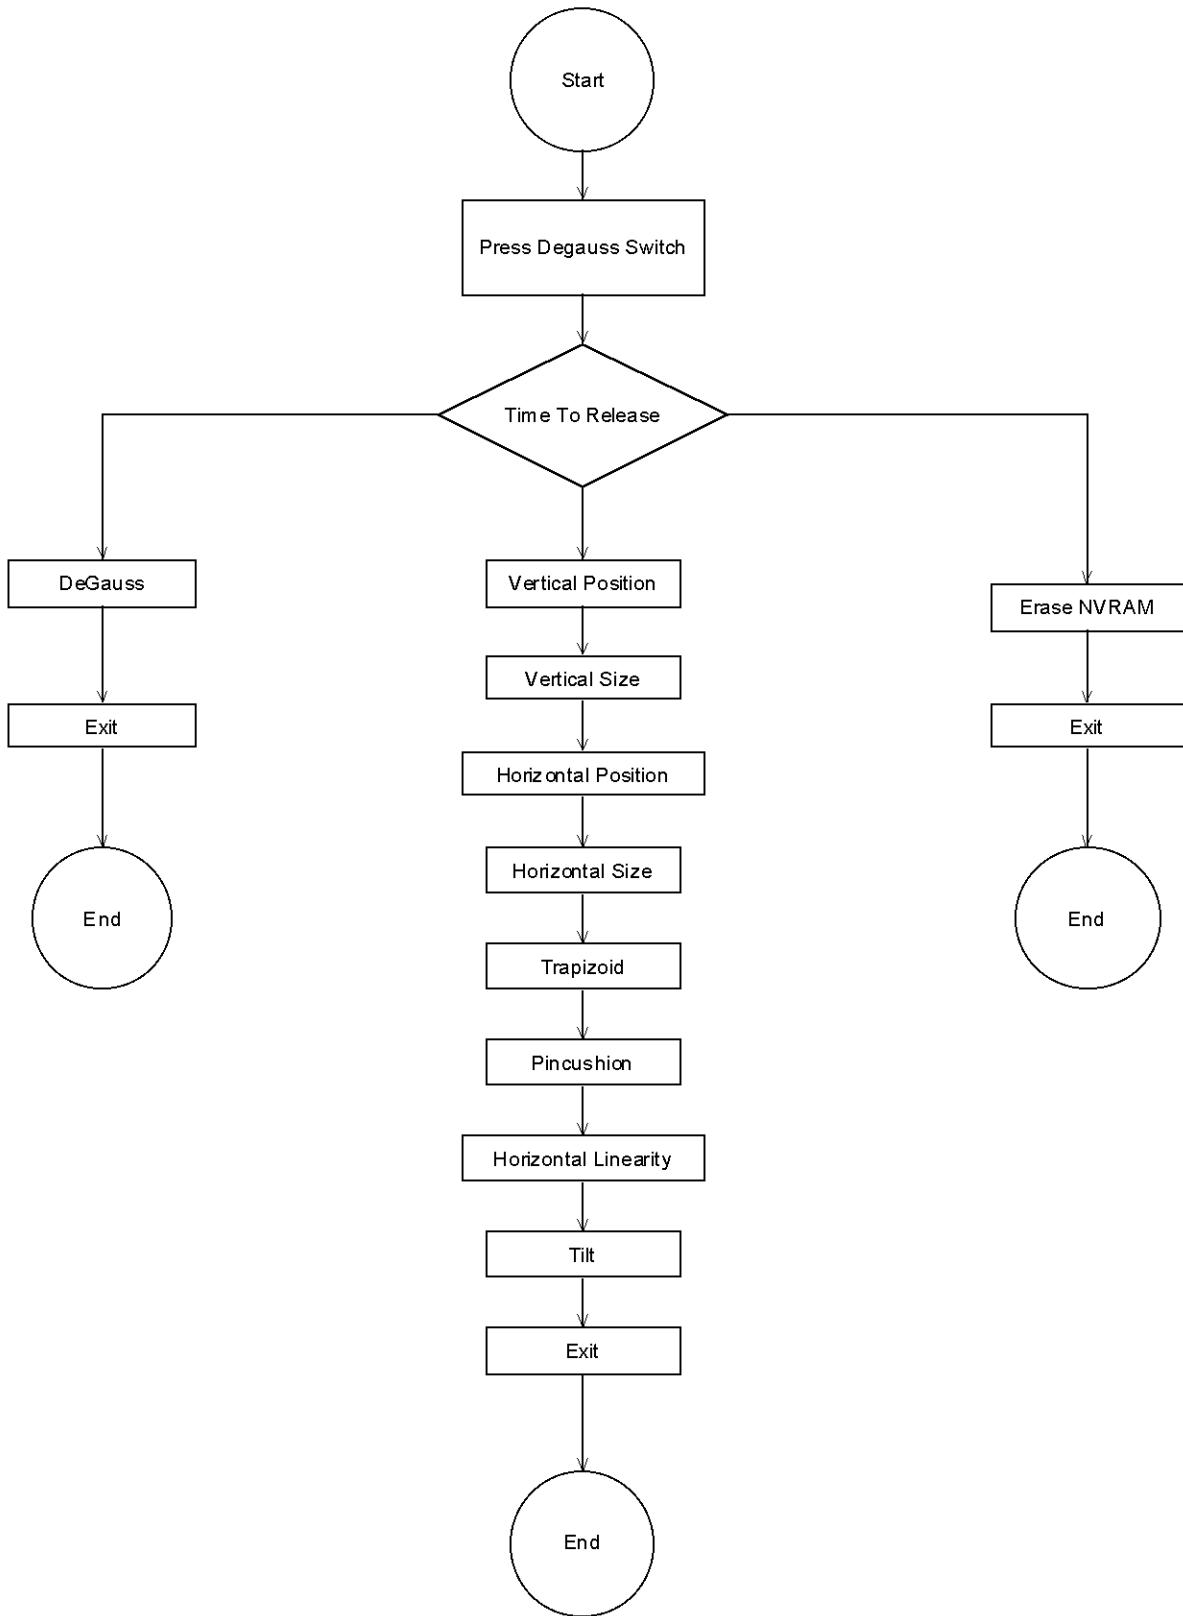 Start
Press Degauss Switch
Time To Release
DeGauss
Exit
End
Vertical Position
Vertical Size
Horizontal Position
Horizontal Size
Trapizoid
Pincushion
Horizontal Linearity
Tilt
Exit
End
Erase NVRAM
Exit
End